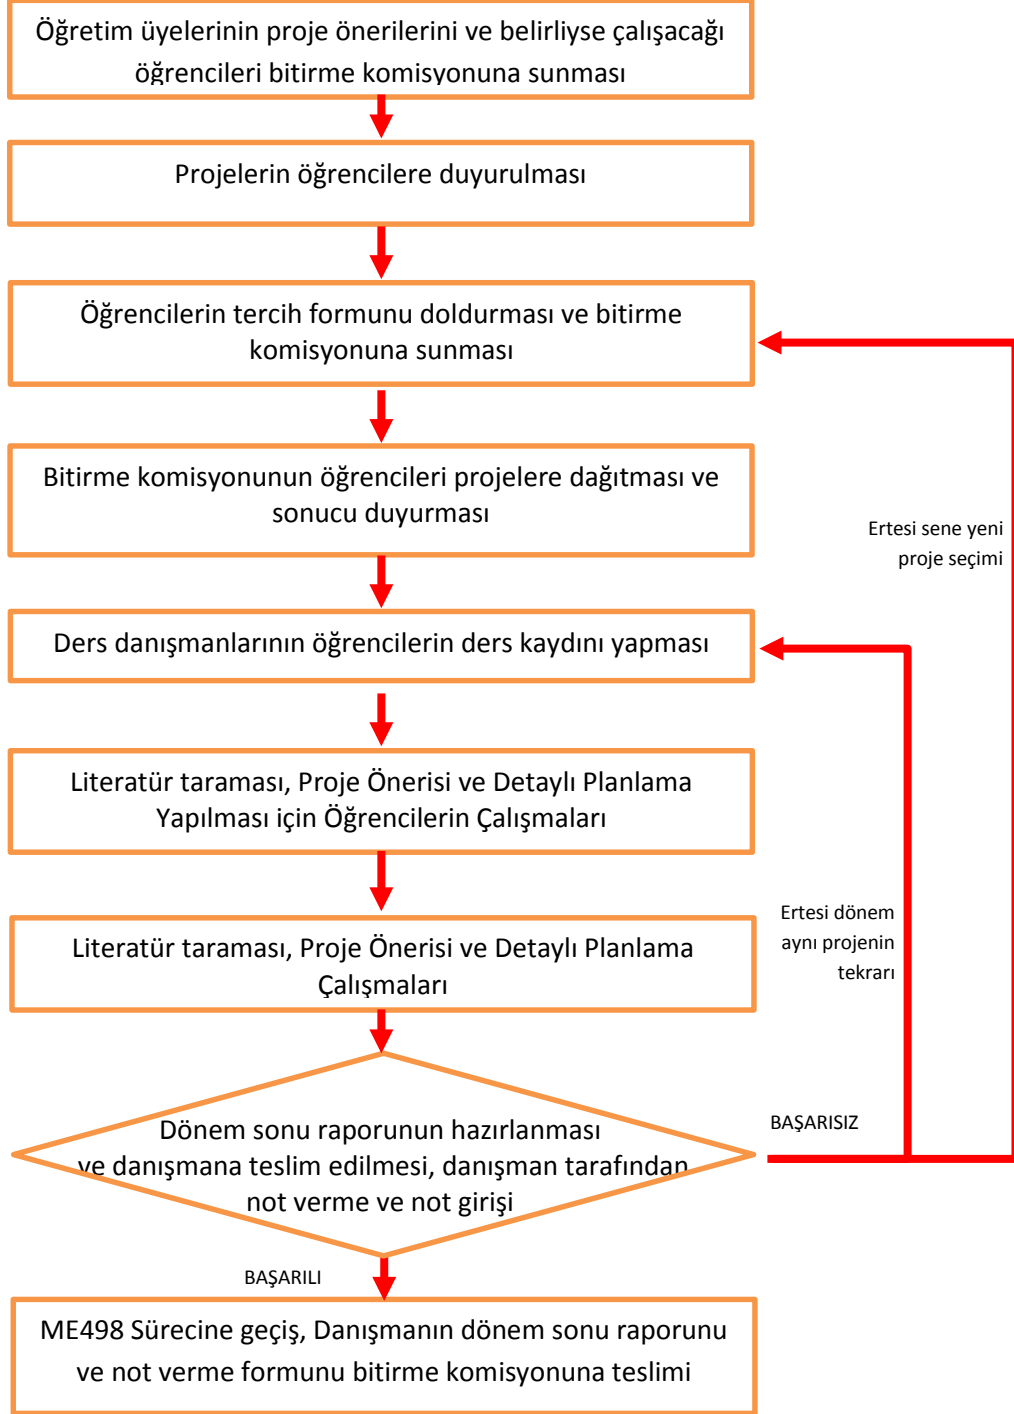 Öğretim üyelerinin proje önerilerini ve belirliyse çalışacağı
öğrencileri bitirme komisyonuna sunması
Projelerin öğrencilere duyurulması
Öğrencilerin tercih formunu doldurması ve bitirme
komisyonuna sunması
Bitirme komisyonunun öğrencileri projelere dağıtması ve
sonucu duyurması
Ertesi sene yeni
proje seçimi
Ders danışmanlarının öğrencilerin ders kaydını yapması
Literatür taraması, Proje Önerisi ve Detaylı Planlama
Yapılması için Öğrencilerin Çalışmaları
Ertesi dönem
aynı projenin
tekrarı
Literatür taraması, Proje Önerisi ve Detaylı Planlama
Çalışmaları
BAŞARISIZ
Dönem sonu raporunun hazırlanması
ve danışmana teslim edilmesi, danışman tarafından
not verme ve not girişi
BAŞARILI
ME498 Sürecine geçiş, Danışmanın dönem sonu raporunu
ve not verme formunu bitirme komisyonuna teslimi